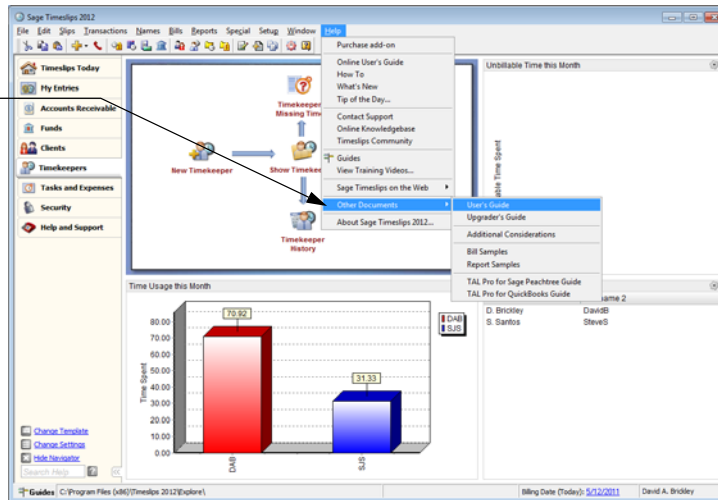 Sage Timeslips 2012
File Edit Slips Transactions Names Bills Reports Special Setup Window Help
Timeslips Today
My Entries
Accounts Receivable
Funds
Clients
Timekeepers
Tasks and Expenses
Security
Help and Support
Change Template
Change Settings
Hide Navigator
Search Help
New Timekeeper
Timekeeper
Missing Time
Show Timekee
Timekeeper
History
Purchase add-on
Online User's Guide
How To
What's New
Tip of the Day...
Contact Support
Online Knowledgebase
Timeslips Community
Guides
View Training Videos...
Sage Timeslips on the Web
Other Documents
About Sage Timeslips 2012...
User's Guide
Upgrader's Guide
Additional Considerations
Bill Samples
Report Samples
TAL Pro for Sage Peachtree Guide
TAL Pro for QuickBooks Guide
Unbillable Time this Month
able Time Spent
name 2
D. Brickley DavidB
S. Santos SteveS
Time Usage this Month
Time Spent
80.00
70.00
60.00
50.00
40.00
30.00
20.00
10.00
0.00
70.92
31.33
DAB
SJS
DAB
SJS
Guides C:\Program Files (x86)\Timeslips 2012\Explore\ Billing Date (Today): 5/12/2011 David A. Brickley